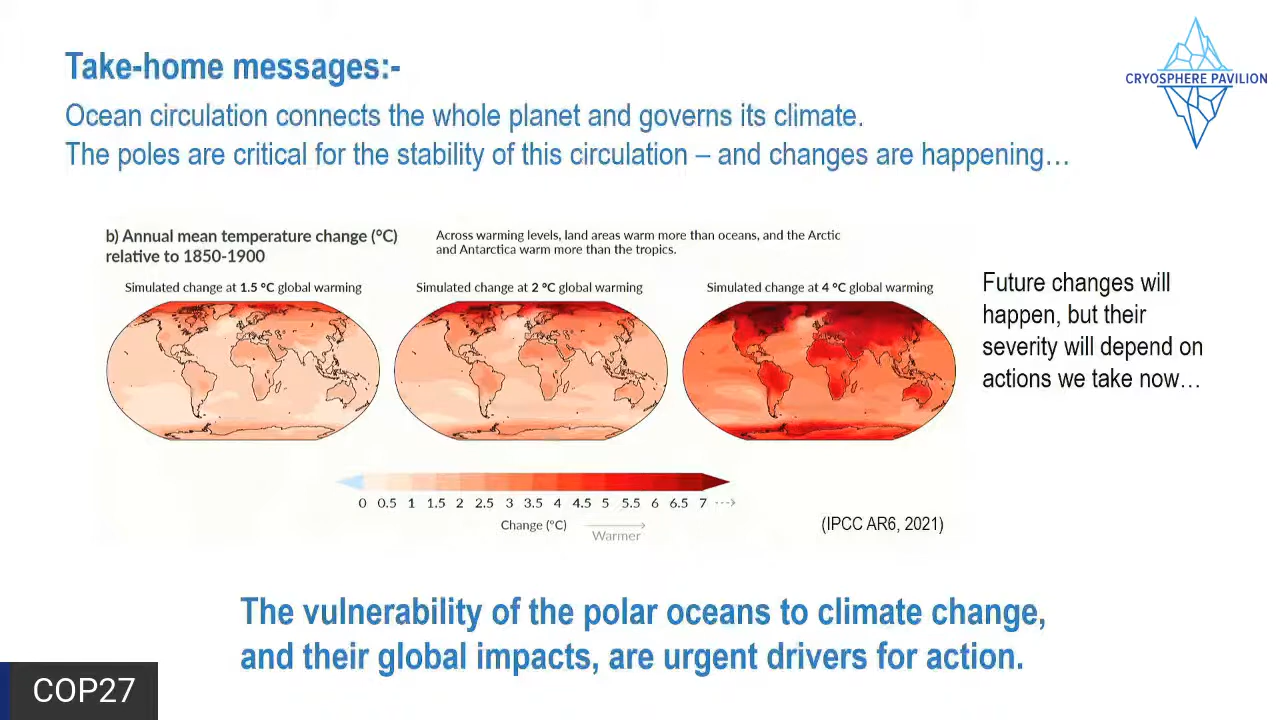 Take-home messages:-
CRYOSPHERE PAVILION
Ocean circulation connects the whole planet and governs its climate.
The poles are critical for the stability of this circulation – and changes are happening…
b) Annual mean temperature change (°C)
relative to 1850-1900
Across warming levels, land areas warm more than oceans, and the Arctic
and Antarctica warm more than the tropics.
Simulated change at 1.5 °C global warming
Simulated change at 2 °C global warming
Simulated change at 4 °C global warming
Future changes will
happen, but their
severity will depend on
actions we take now…
0 0.5 1 1.5 2 2.5 3 3.5 4 4.5 5 5.5 6 6.5 7
Change (°C)
Warmer
(IPCC AR6, 2021)
The vulnerability of the polar oceans to climate change,
and their global impacts, are urgent drivers for action.
COP27